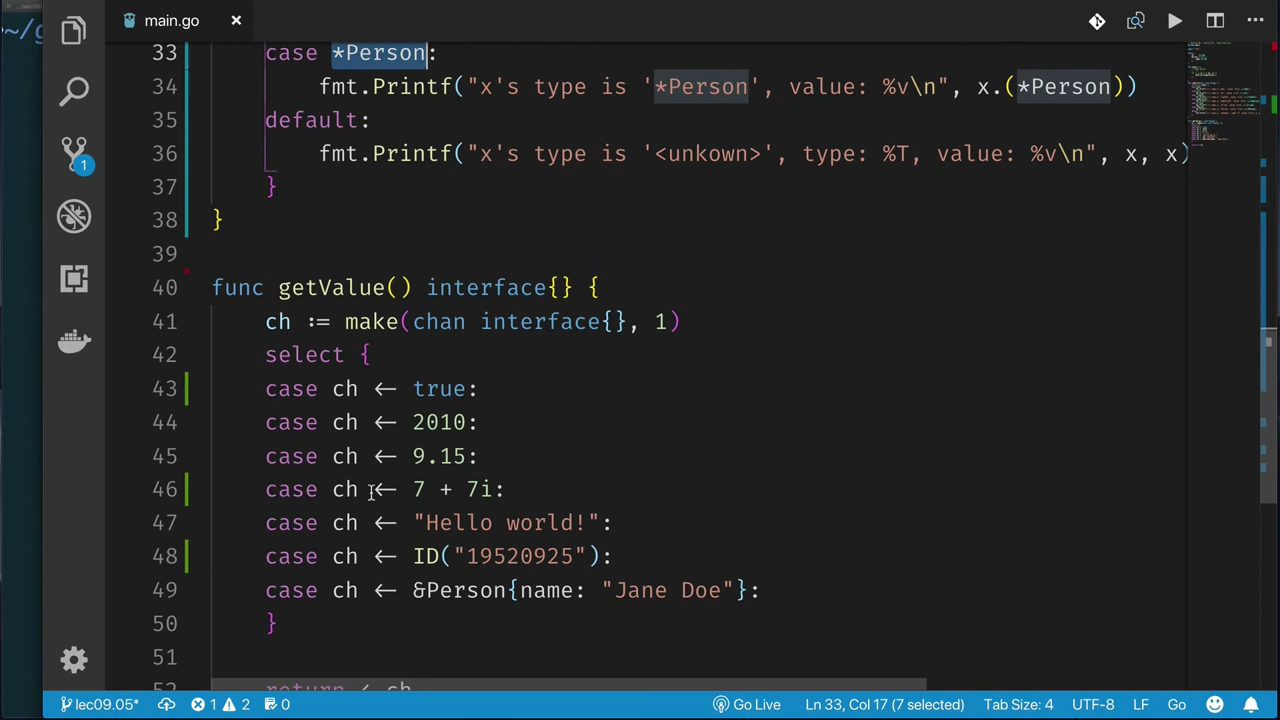 main.go
33 case *Person:
34 fmt.Printf("x's type is '*Person', value: %v\n", x.(*Person))
35 default:
36 fmt.Printf("x's type is '<unkown>', type: %T, value: %v\n", x, x)
37 }
38 }
39
40 func getValue() interface{} {
41 ch := make(chan interface{}, 1)
42 select {
43 case ch <- true:
44 case ch <- 2010:
45 case ch <- 9.15:
46 case ch <- 7 + 7i:
47 case ch <- "Hello world!":
48 case ch <- ID("19520925"):
49 case ch <- &Person{name: "Jane Doe"}:
50 }
51
52 return <-ch
1
lec09.05* 1 2 0 Go Live Ln 33, Col 17 (7 selected) Tab Size: 4 UTF-8 LF Go